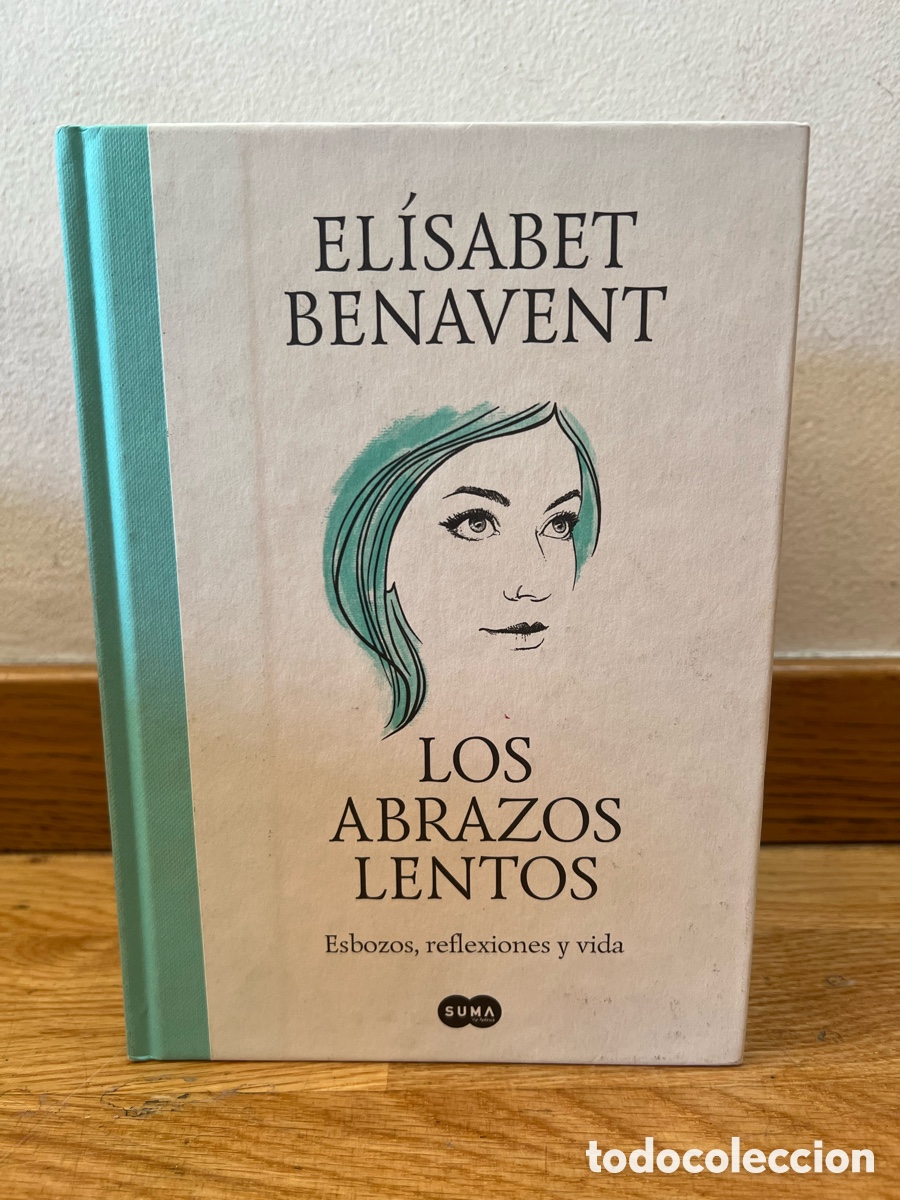 ELÍSABET
BENAVENT
LOS
ABRAZOS
LENTOS
Esbozos, reflexiones y vida
SUMA
todocoleccion